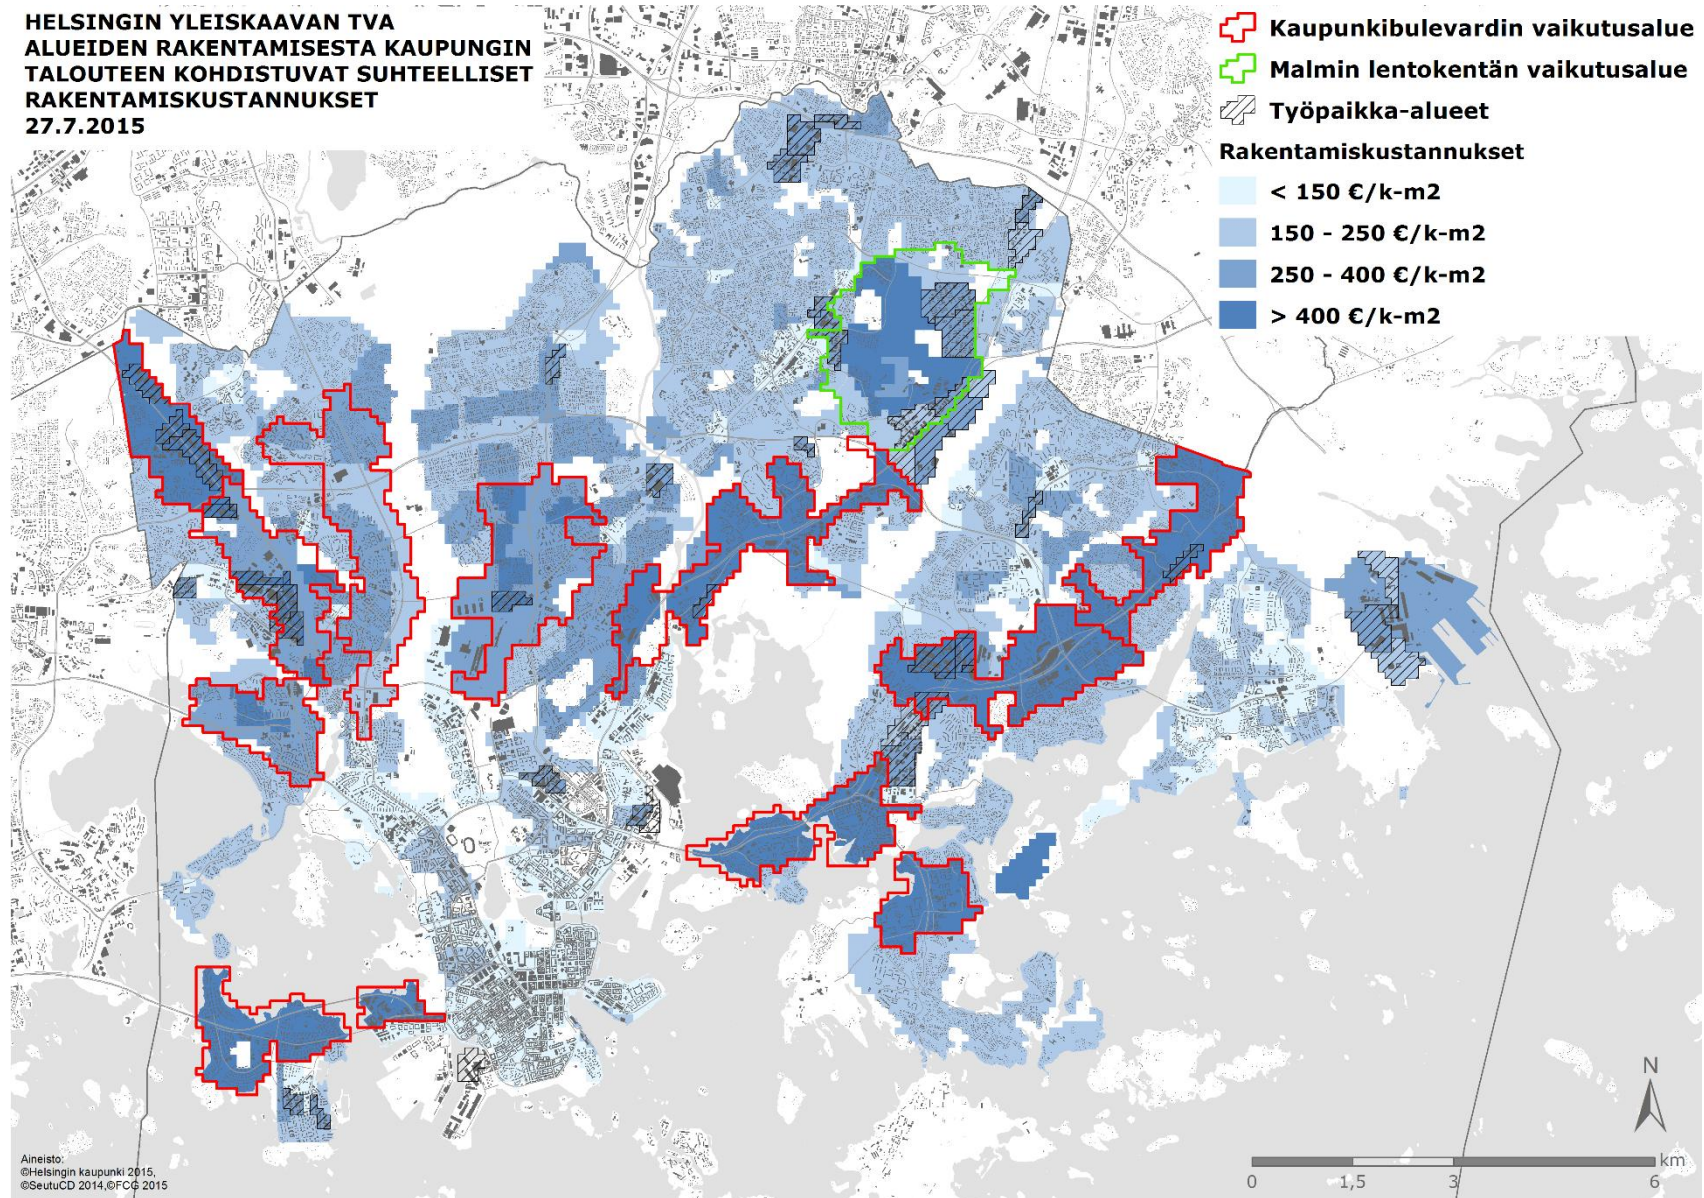 HELSINGIN YLEISKAAVAN TVA
ALUEIDEN RAKENTAMISESTA KAUPUNGIN
TALOUTEEN KOHDISTUVAT SUHTEELLISET
RAKENTAMISKUSTANNUKSET
27.7.2015
Kaupunkibulevardin vaikutusalue
Malmin lentokentän vaikutusalue
Työpaikka-alueet
Rakentamiskustannukset
< 150 €/k-m2
150 - 250 €/k-m2
250 - 400 €/k-m2
> 400 €/k-m2
N
km
0 1,5 3 6
Aineisto:
©Helsingin kaupunki 2015,
©SeutuCD 2014,©FCG 2015